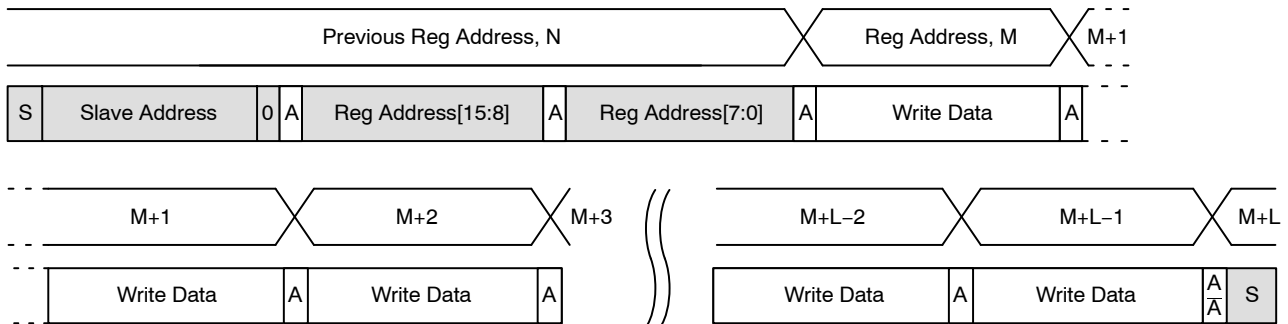 Previous Reg Address, N Reg Address, M M+1
S Slave Address 0 A Reg Address[15:8] A Reg Address[7:0] A Write Data A
M+1 M+2 M+3 M+L−2 M+L−1 M+L
Write Data A Write Data A Write Data A Write Data A S
A̅